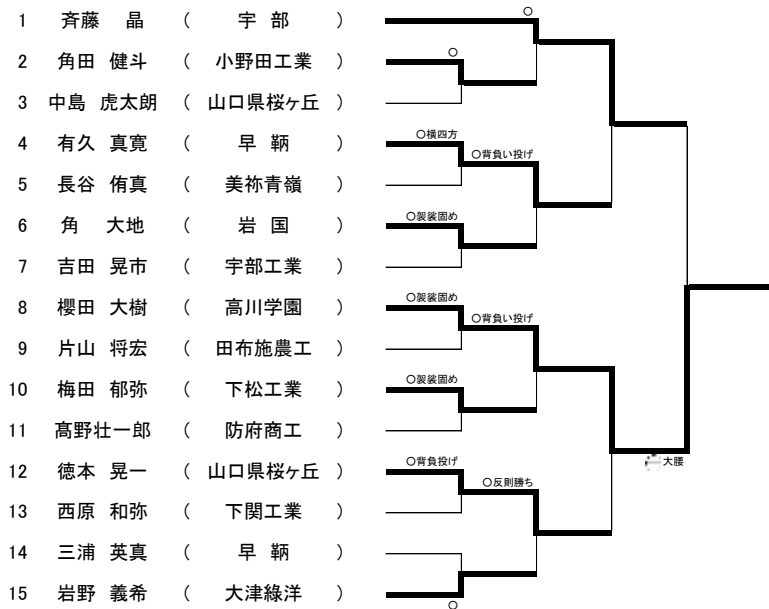 ○
1 斉藤 晶 ( 宇 部 )
○
2 角田 健斗 ( 小野田工業 )
3 中島 虎太朗 ( 山口県桜ヶ丘 )
○横四方
4 有久 真寛 ( 早 鞆 )
○背負い投げ
5 長谷 侑真 ( 美祢青嶺 )
○袈裟固め
6 角 大地 ( 岩 国 )
7 吉田 晃市 ( 宇部工業 )
○袈裟固め
8 櫻田 大樹 ( 高川学園 )
○背負い投げ
9 片山 将宏 ( 田布施農工 )
○袈裟固め
10 梅田 郁弥 ( 下松工業 )
11 髙野壮一郎 ( 防府商工 )
○背負投げ
12 徳本 晃一 ( 山口県桜ヶ丘 )
大腰
○反則勝ち
13 西原 和弥 ( 下関工業 )
14 三浦 英真 ( 早 鞆 )
15 岩野 義希 ( 大津緑洋 )
○